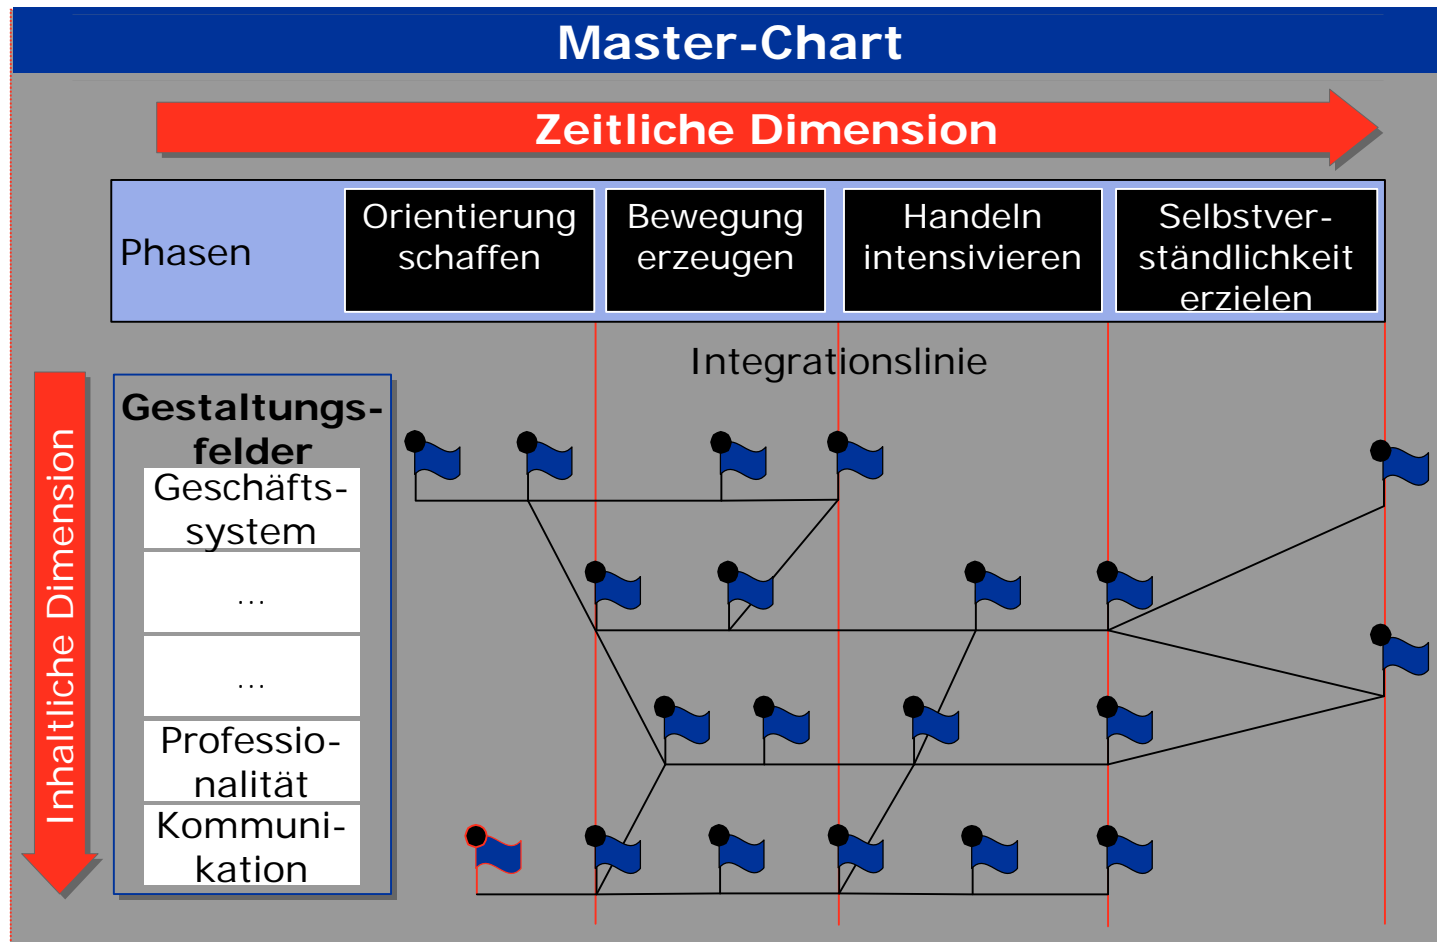 Master-Chart
Zeitliche Dimension
Phasen
Orientierung
schaffen
Bewegung
erzeugen
Handeln
intensivieren
Selbstver-
ständlichkeit
erzielen
Integrationslinie
Inhaltliche Dimension
Gestaltungs-
felder
Geschäfts-
system
...
...
Professio-
nalität
Kommuni-
kation